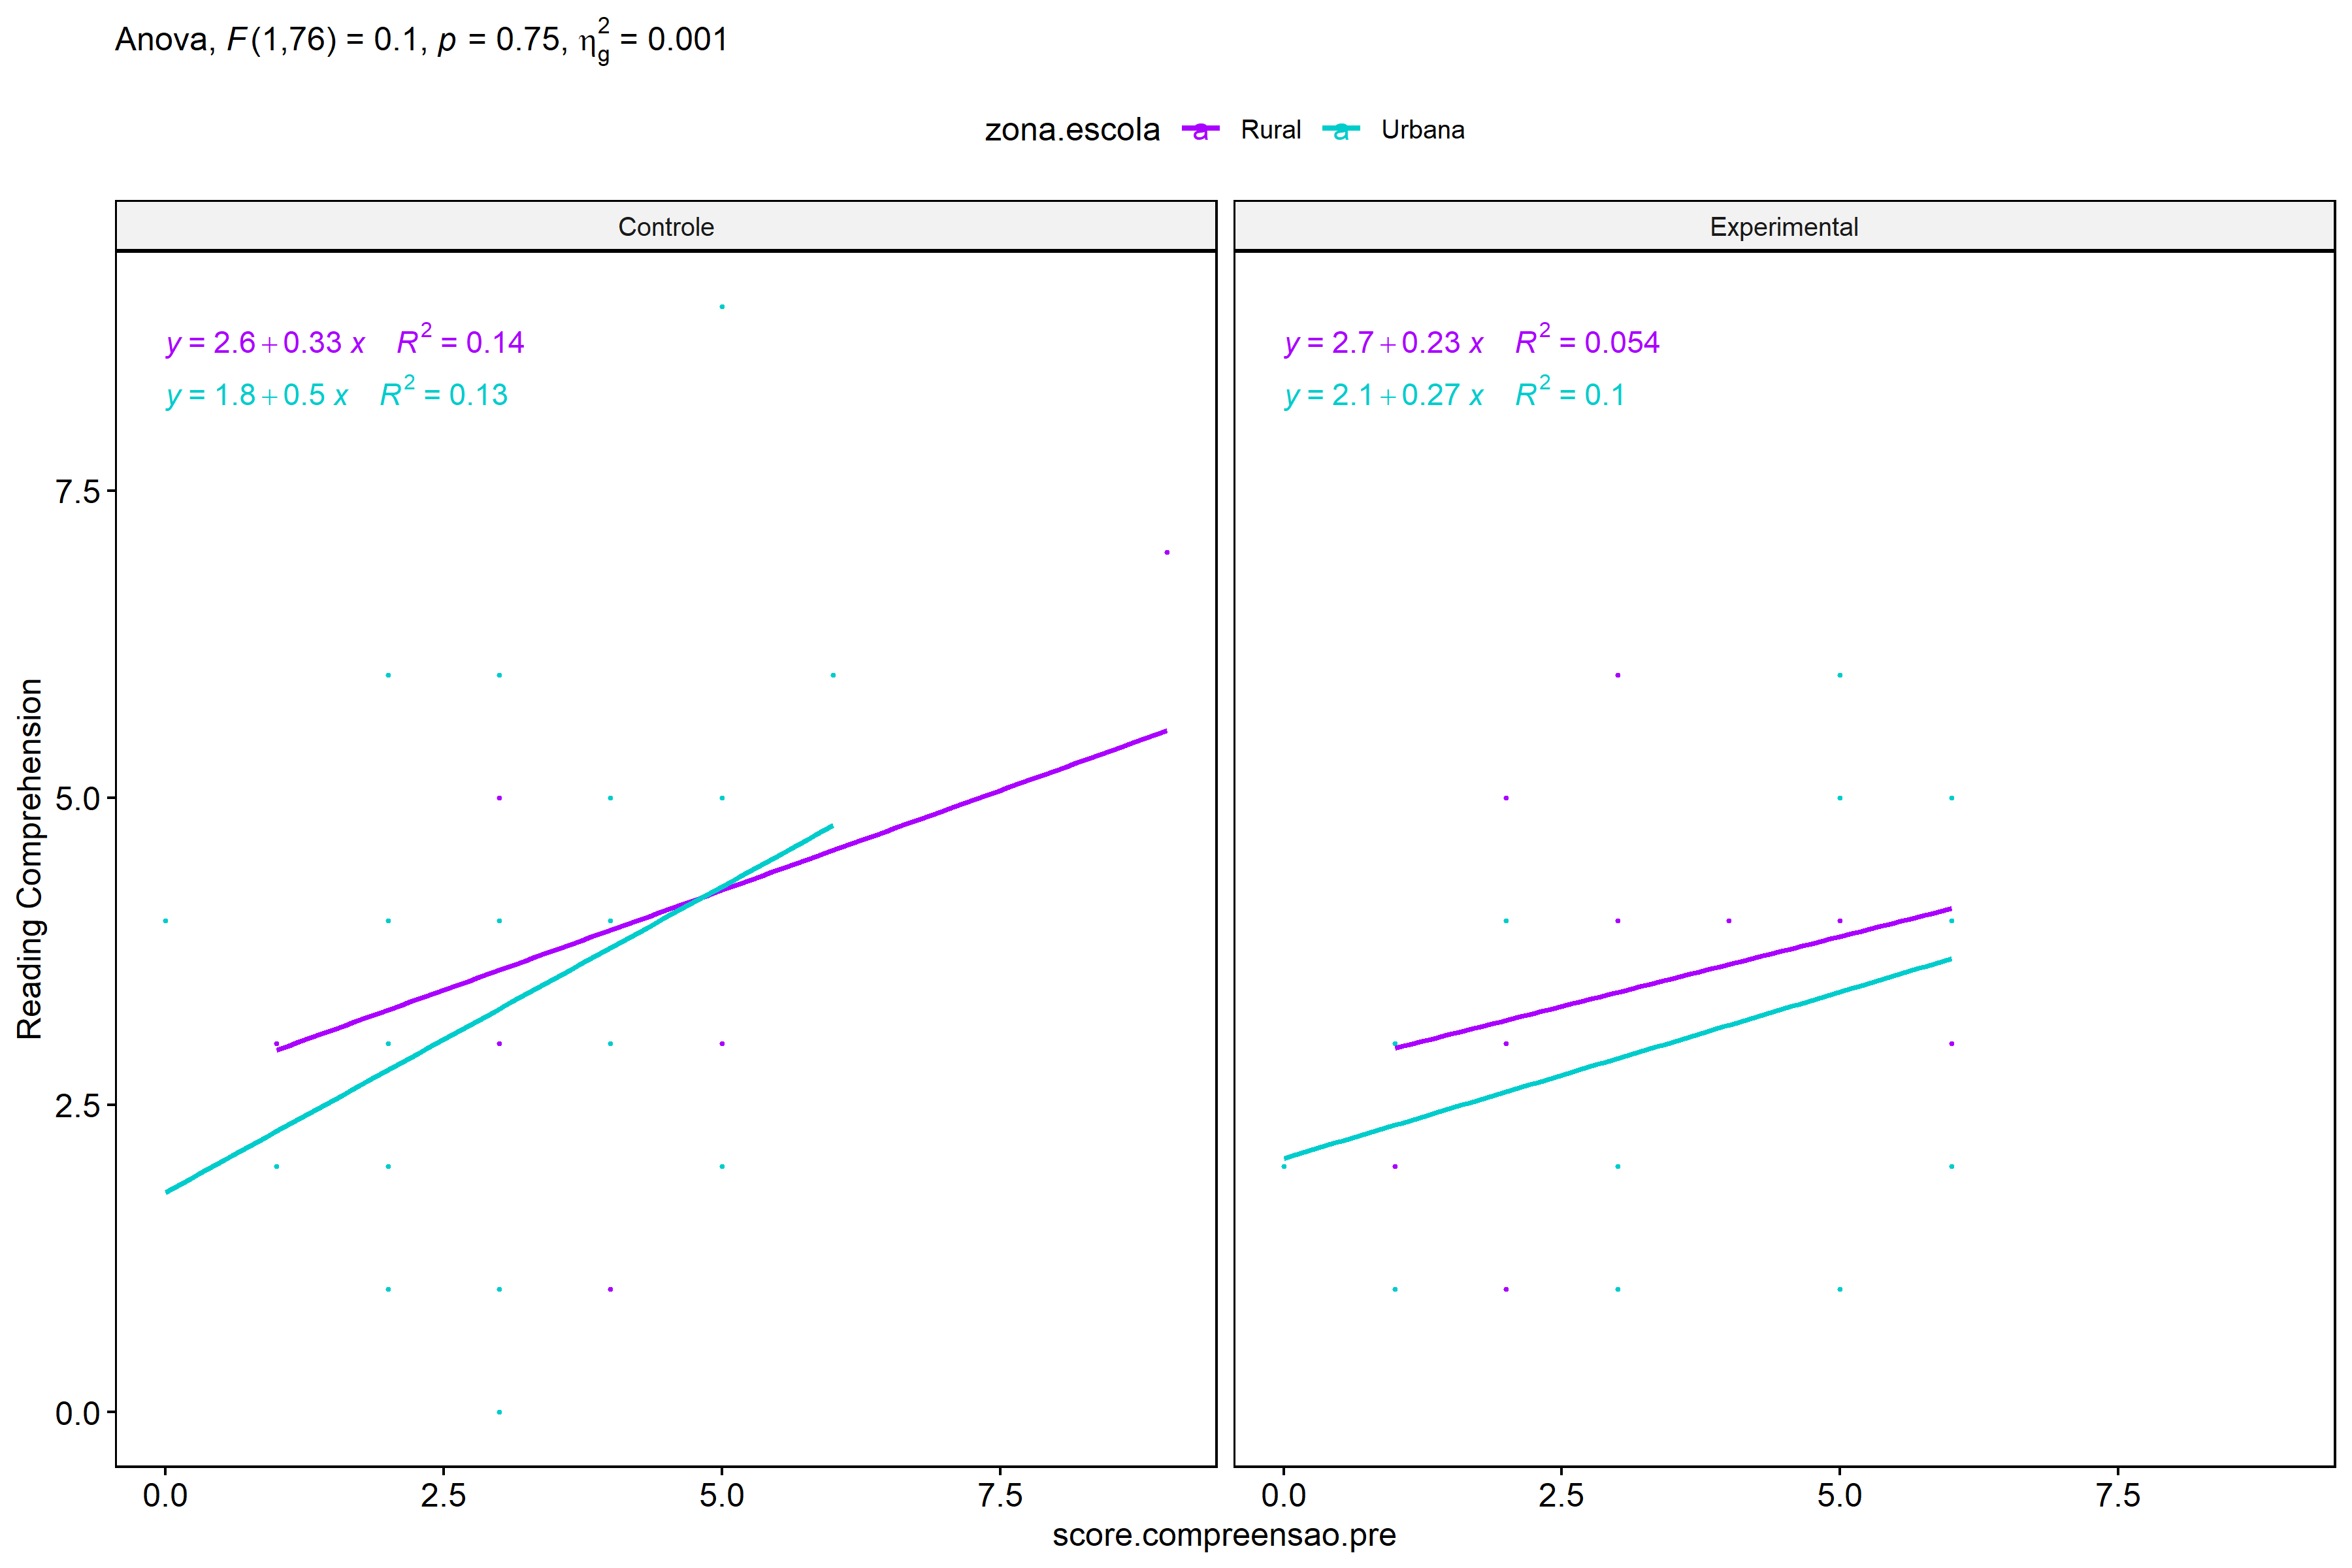 Anova, F(1,76) = 0.1, p = 0.75, η²g = 0.001
zona.escola a Rural a Urbana
Controle
Experimental
y = 2.6 + 0.33 x R² = 0.14
y = 1.8 + 0.5 x R² = 0.13
y = 2.7 + 0.23 x R² = 0.054
y = 2.1 + 0.27 x R² = 0.1
Reading Comprehension
7.5
5.0
2.5
0.0
0.0 2.5 5.0 7.5
0.0 2.5 5.0 7.5
score.compreensao.pre